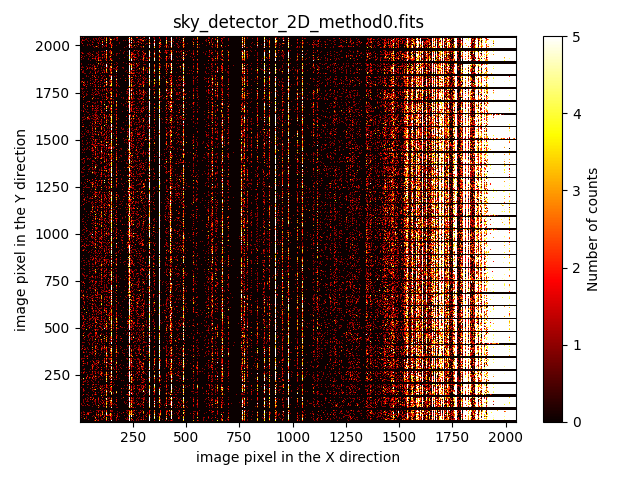 sky_detector_2D_method0.fits
2000
1750
1500
1250
1000
750
500
250
image pixel in the Y direction
250 500 750 1000 1250 1500 1750 2000
image pixel in the X direction
5
4
3
2
1
0
Number of counts